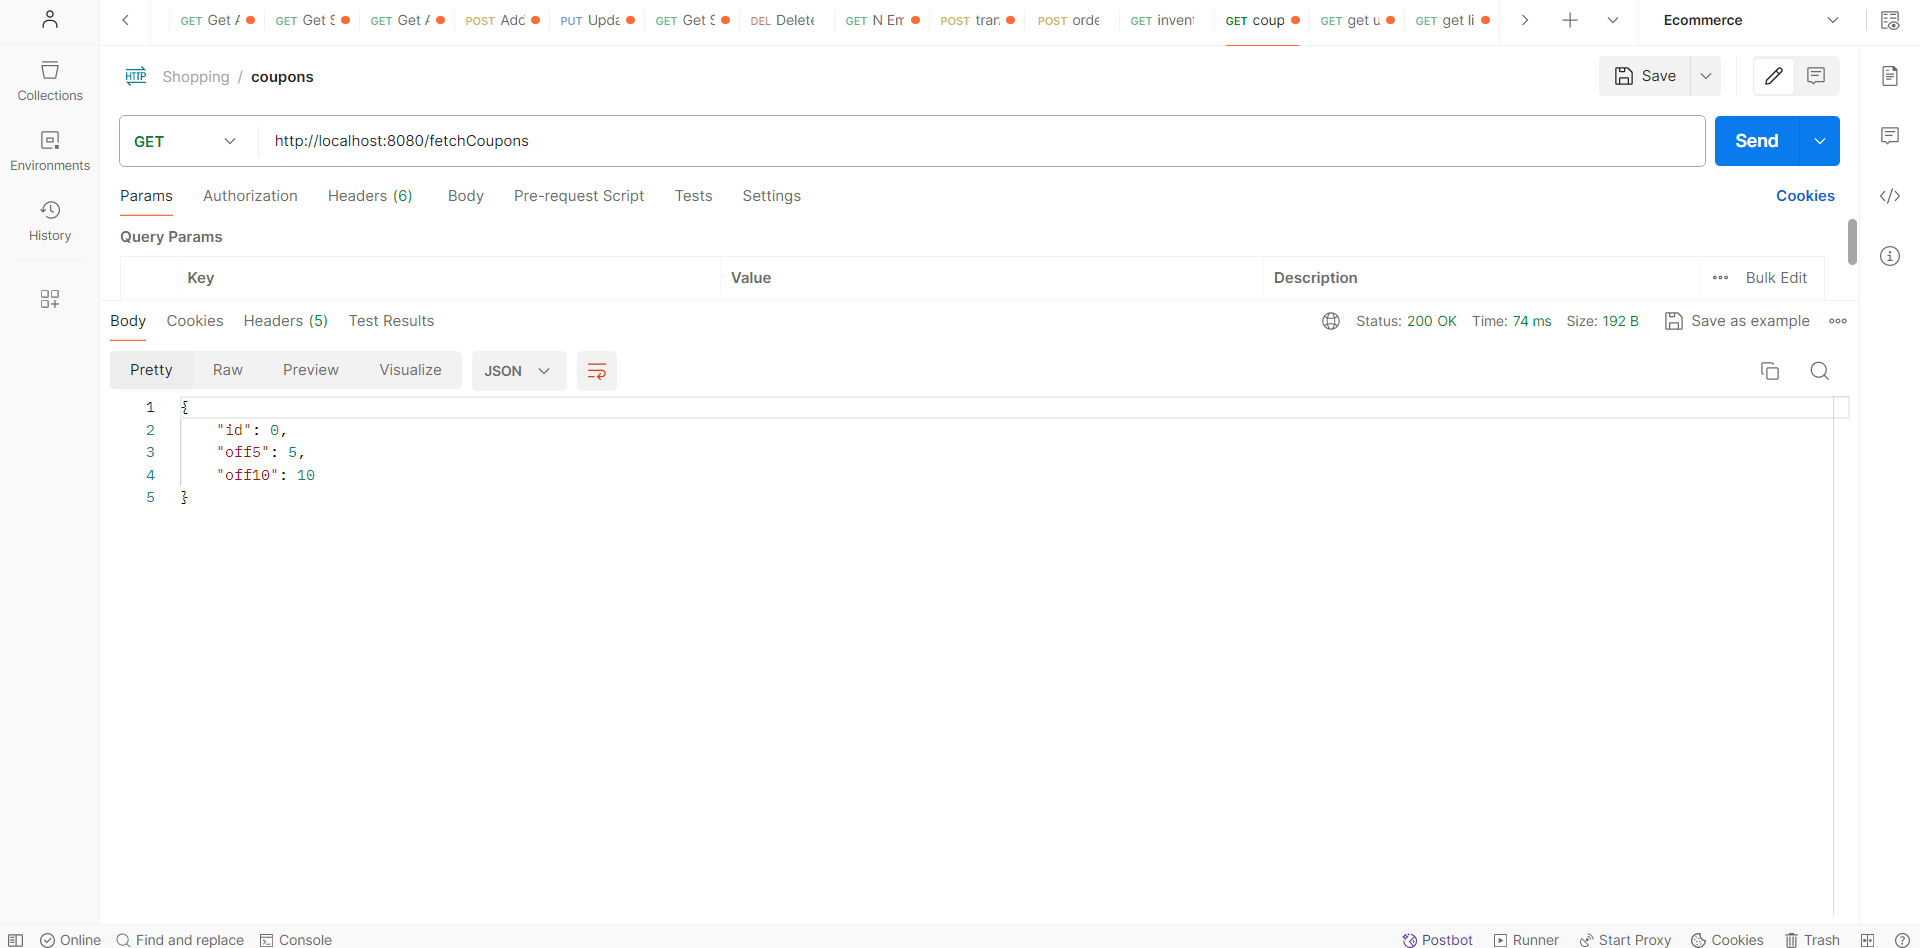 GET Get A GET Get S GET Get A POST Add PUT Upda GET Get S DEL Delete GET N Em POST tran POST orde GET invent GET coup GET get u GET get li Ecommerce
Collections
Environments
History
HTTP Shopping / coupons Save
GET http://localhost:8080/fetchCoupons Send
Params Authorization Headers (6) Body Pre-request Script Tests Settings Cookies
Query Params
Key Value Description Bulk Edit
Body Cookies Headers (5) Test Results Status: 200 OK Time: 74 ms Size: 192 B Save as example
Pretty Raw Preview Visualize JSON
1 {
2 "id": 0,
3 "off5": 5,
4 "off10": 10
5 }
Online Find and replace Console Postbot Runner Start Proxy Cookies Trash